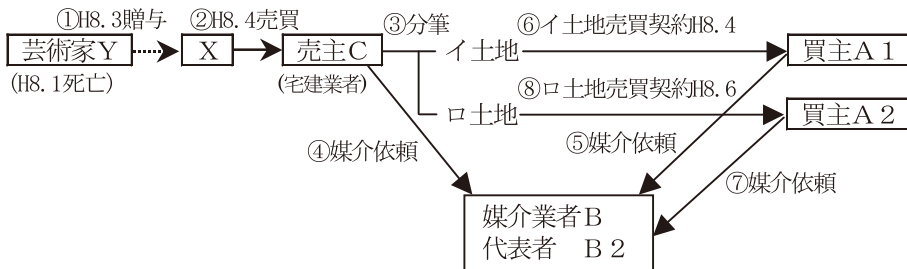 ①H8.3贈与
②H8.4売買
③分筆
⑥イ土地売買契約H8.4
芸術家Y
X
売主C
イ土地
買主A1
(H8.1死亡)
(宅建業者)
⑧ロ土地売買契約H8.6
ロ土地
買主A2
④媒介依頼
⑤媒介依頼
⑦媒介依頼
媒介業者B
代表者 B2